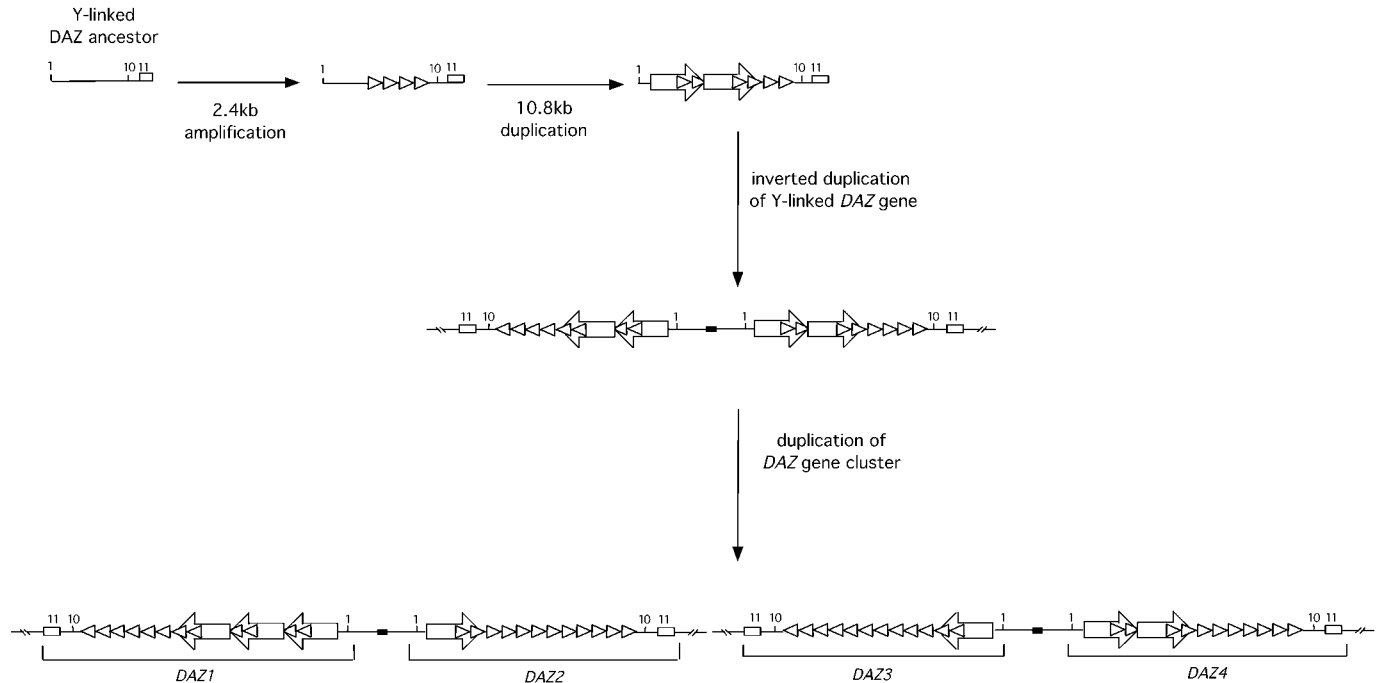 Y-linked
DAZ ancestor
1 10 11
2.4kb
amplification
1 10 11
10.8kb
duplication
1 10 11
inverted duplication
of Y-linked DAZ gene
11 10 1 1 10 11
duplication of
DAZ gene cluster
11 10 1 1 10 11 11 10 1 1 10 11
DAZ1 DAZ2 DAZ3 DAZ4